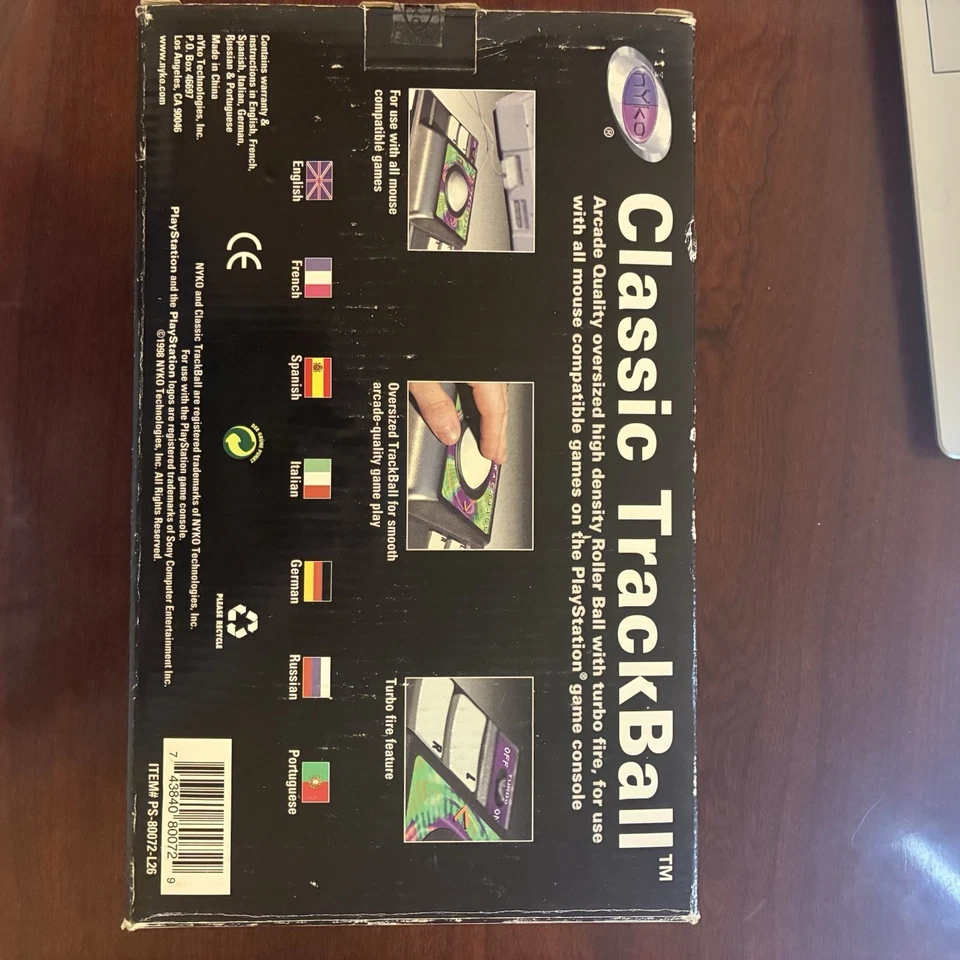 nYko
®
Classic TrackBall™
Arcade Quality oversized high density Roller Ball with turbo fire, for use
with all mouse compatible games on the PlayStation® game console
For use with all mouse
compatible games
Oversized TrackBall for smooth
arcade-quality game play
OFF TURBO ON
R
1
Turbo fire feature
English
French
Spanish
Italian
German
Russian
Portuguese
Contains warranty &
instructions in English, French,
Spanish, Italian, German,
Russian & Portuguese
Made in China
nYko Technologies, Inc.
P.O. Box 46697
Los Angeles, CA 90046
www.nyko.com
CE
PLEASE RECYCLE
NYKO and Classic TrackBall are registered trademarks of NYKO Technologies, Inc.
For use with the PlayStation game console.
PlayStation and the PlayStation logos are registered trademarks of Sony Computer Entertainment Inc.
©1998 NYKO Technologies, Inc. All Rights Reserved.
7 43840 80072 9
ITEM# PS-80072-L26